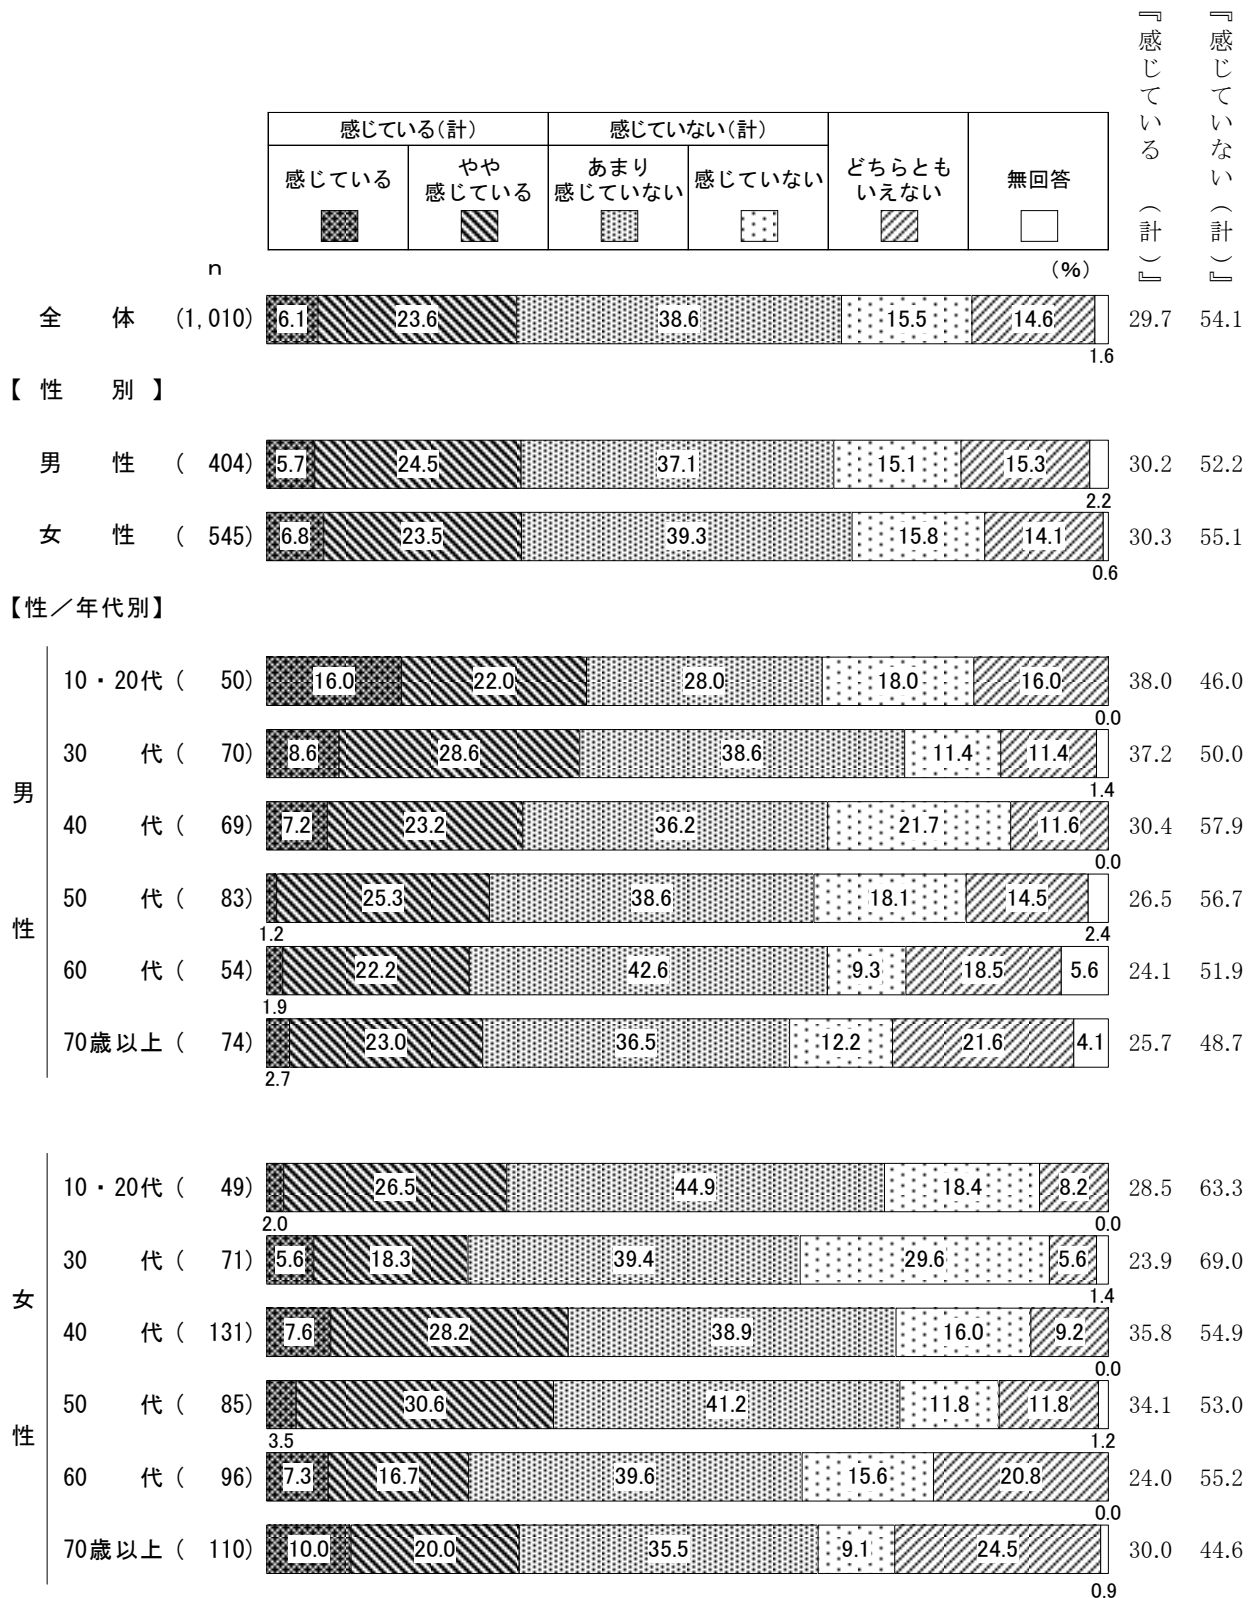 『感じている（計）』
『感じていない（計）』
感じている(計) 感じていない(計)
感じている やや感じている あまり感じていない 感じていない どちらともいえない 無回答
n (%)
全体 (1,010) 6.1 23.6 38.6 15.5 14.6 1.6 29.7 54.1
【性別】
男性 (404) 5.7 24.5 37.1 15.1 15.3 2.2 30.2 52.2
女性 (545) 6.8 23.5 39.3 15.8 14.1 0.6 30.3 55.1
【性／年代別】
男性
10・20代 (50) 16.0 22.0 28.0 18.0 16.0 0.0 38.0 46.0
30代 (70) 8.6 28.6 38.6 11.4 11.4 1.4 37.2 50.0
40代 (69) 7.2 23.2 36.2 21.7 11.6 0.0 30.4 57.9
50代 (83) 1.2 25.3 38.6 18.1 14.5 2.4 26.5 56.7
60代 (54) 1.9 22.2 42.6 9.3 18.5 5.6 24.1 51.9
70歳以上 (74) 2.7 23.0 36.5 12.2 21.6 4.1 25.7 48.7
女性
10・20代 (49) 2.0 26.5 44.9 18.4 8.2 0.0 28.5 63.3
30代 (71) 5.6 18.3 39.4 29.6 5.6 1.4 23.9 69.0
40代 (131) 7.6 28.2 38.9 16.0 9.2 0.0 35.8 54.9
50代 (85) 3.5 30.6 41.2 11.8 11.8 1.2 34.1 53.0
60代 (96) 7.3 16.7 39.6 15.6 20.8 0.0 24.0 55.2
70歳以上 (110) 10.0 20.0 35.5 9.1 24.5 0.9 30.0 44.6